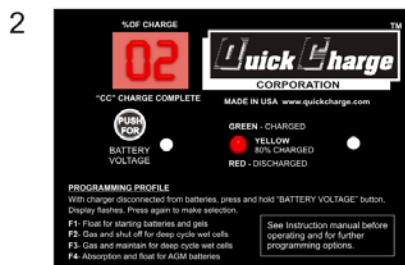 2
%OF CHARGE
TM
02
Quick Charge
CORPORATION
"CC" CHARGE COMPLETE
MADE IN USA www.quickcharge.com
PUSH
FOR
BATTERY
VOLTAGE
GREEN - CHARGED
YELLOW
80% CHARGED
RED - DISCHARGED
PROGRAMMING PROFILE
With charger disconnected from batteries, press and hold "BATTERY VOLTAGE" button.
Display flashes. Press again to make selection.
F1- Float for starting batteries and gels
F2- Gas and shut off for deep cycle wet cells
F3- Gas and maintain for deep cycle wet cells
F4- Absorption and float for AGM batteries
See Instruction manual before
operating and for further
programming options.